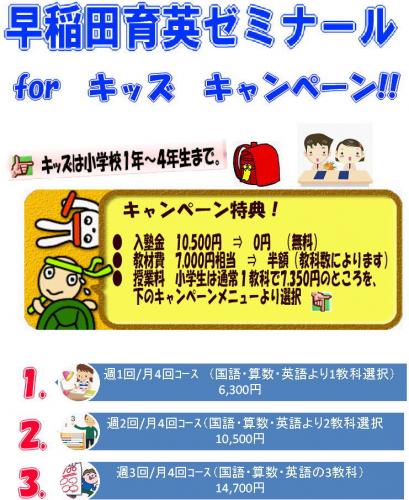 早稲田育英ゼミナール
for キッズ キャンペーン!!
キッズは小学校1年～4年生まで。
キャンペーン特典！
● 入塾金 10,500円 ⇒ 0円 （無料）
● 教材費 7,000円相当 ⇒ 半額（教科数によります）
● 授業料 小学生は通常１教科で7,350円のところを、
下のキャンペーンメニューより選択
1. 週1回/月4回コース （国語・算数・英語より1教科選択）
6,300円
2. 週2回/月4回コース（国語・算数・英語より2教科選択
10,500円
3. 週3回/月4回コース（国語・算数・英語の3教科）
14,700円